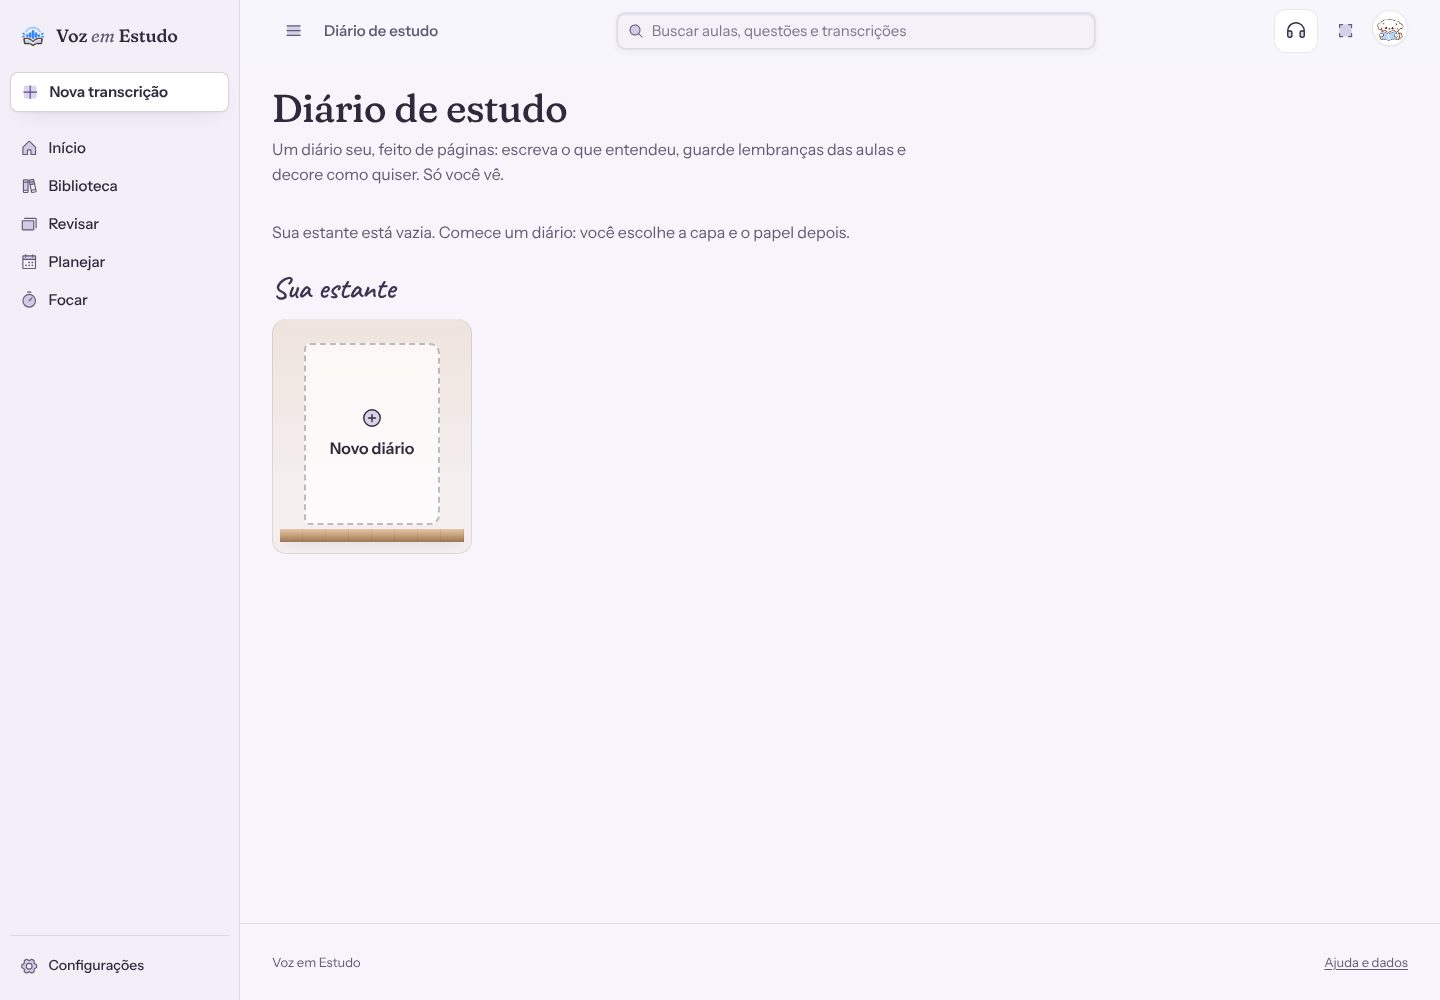 Voz em Estudo
Nova transcrição
Início
Biblioteca
Revisar
Planejar
Focar
Configurações
Diário de estudo
Buscar aulas, questões e transcrições
Diário de estudo
Um diário seu, feito de páginas: escreva o que entendeu, guarde lembranças das aulas e
decore como quiser. Só você vê.
Sua estante está vazia. Comece um diário: você escolhe a capa e o papel depois.
Sua estante
Novo diário
Voz em Estudo
Ajuda e dados